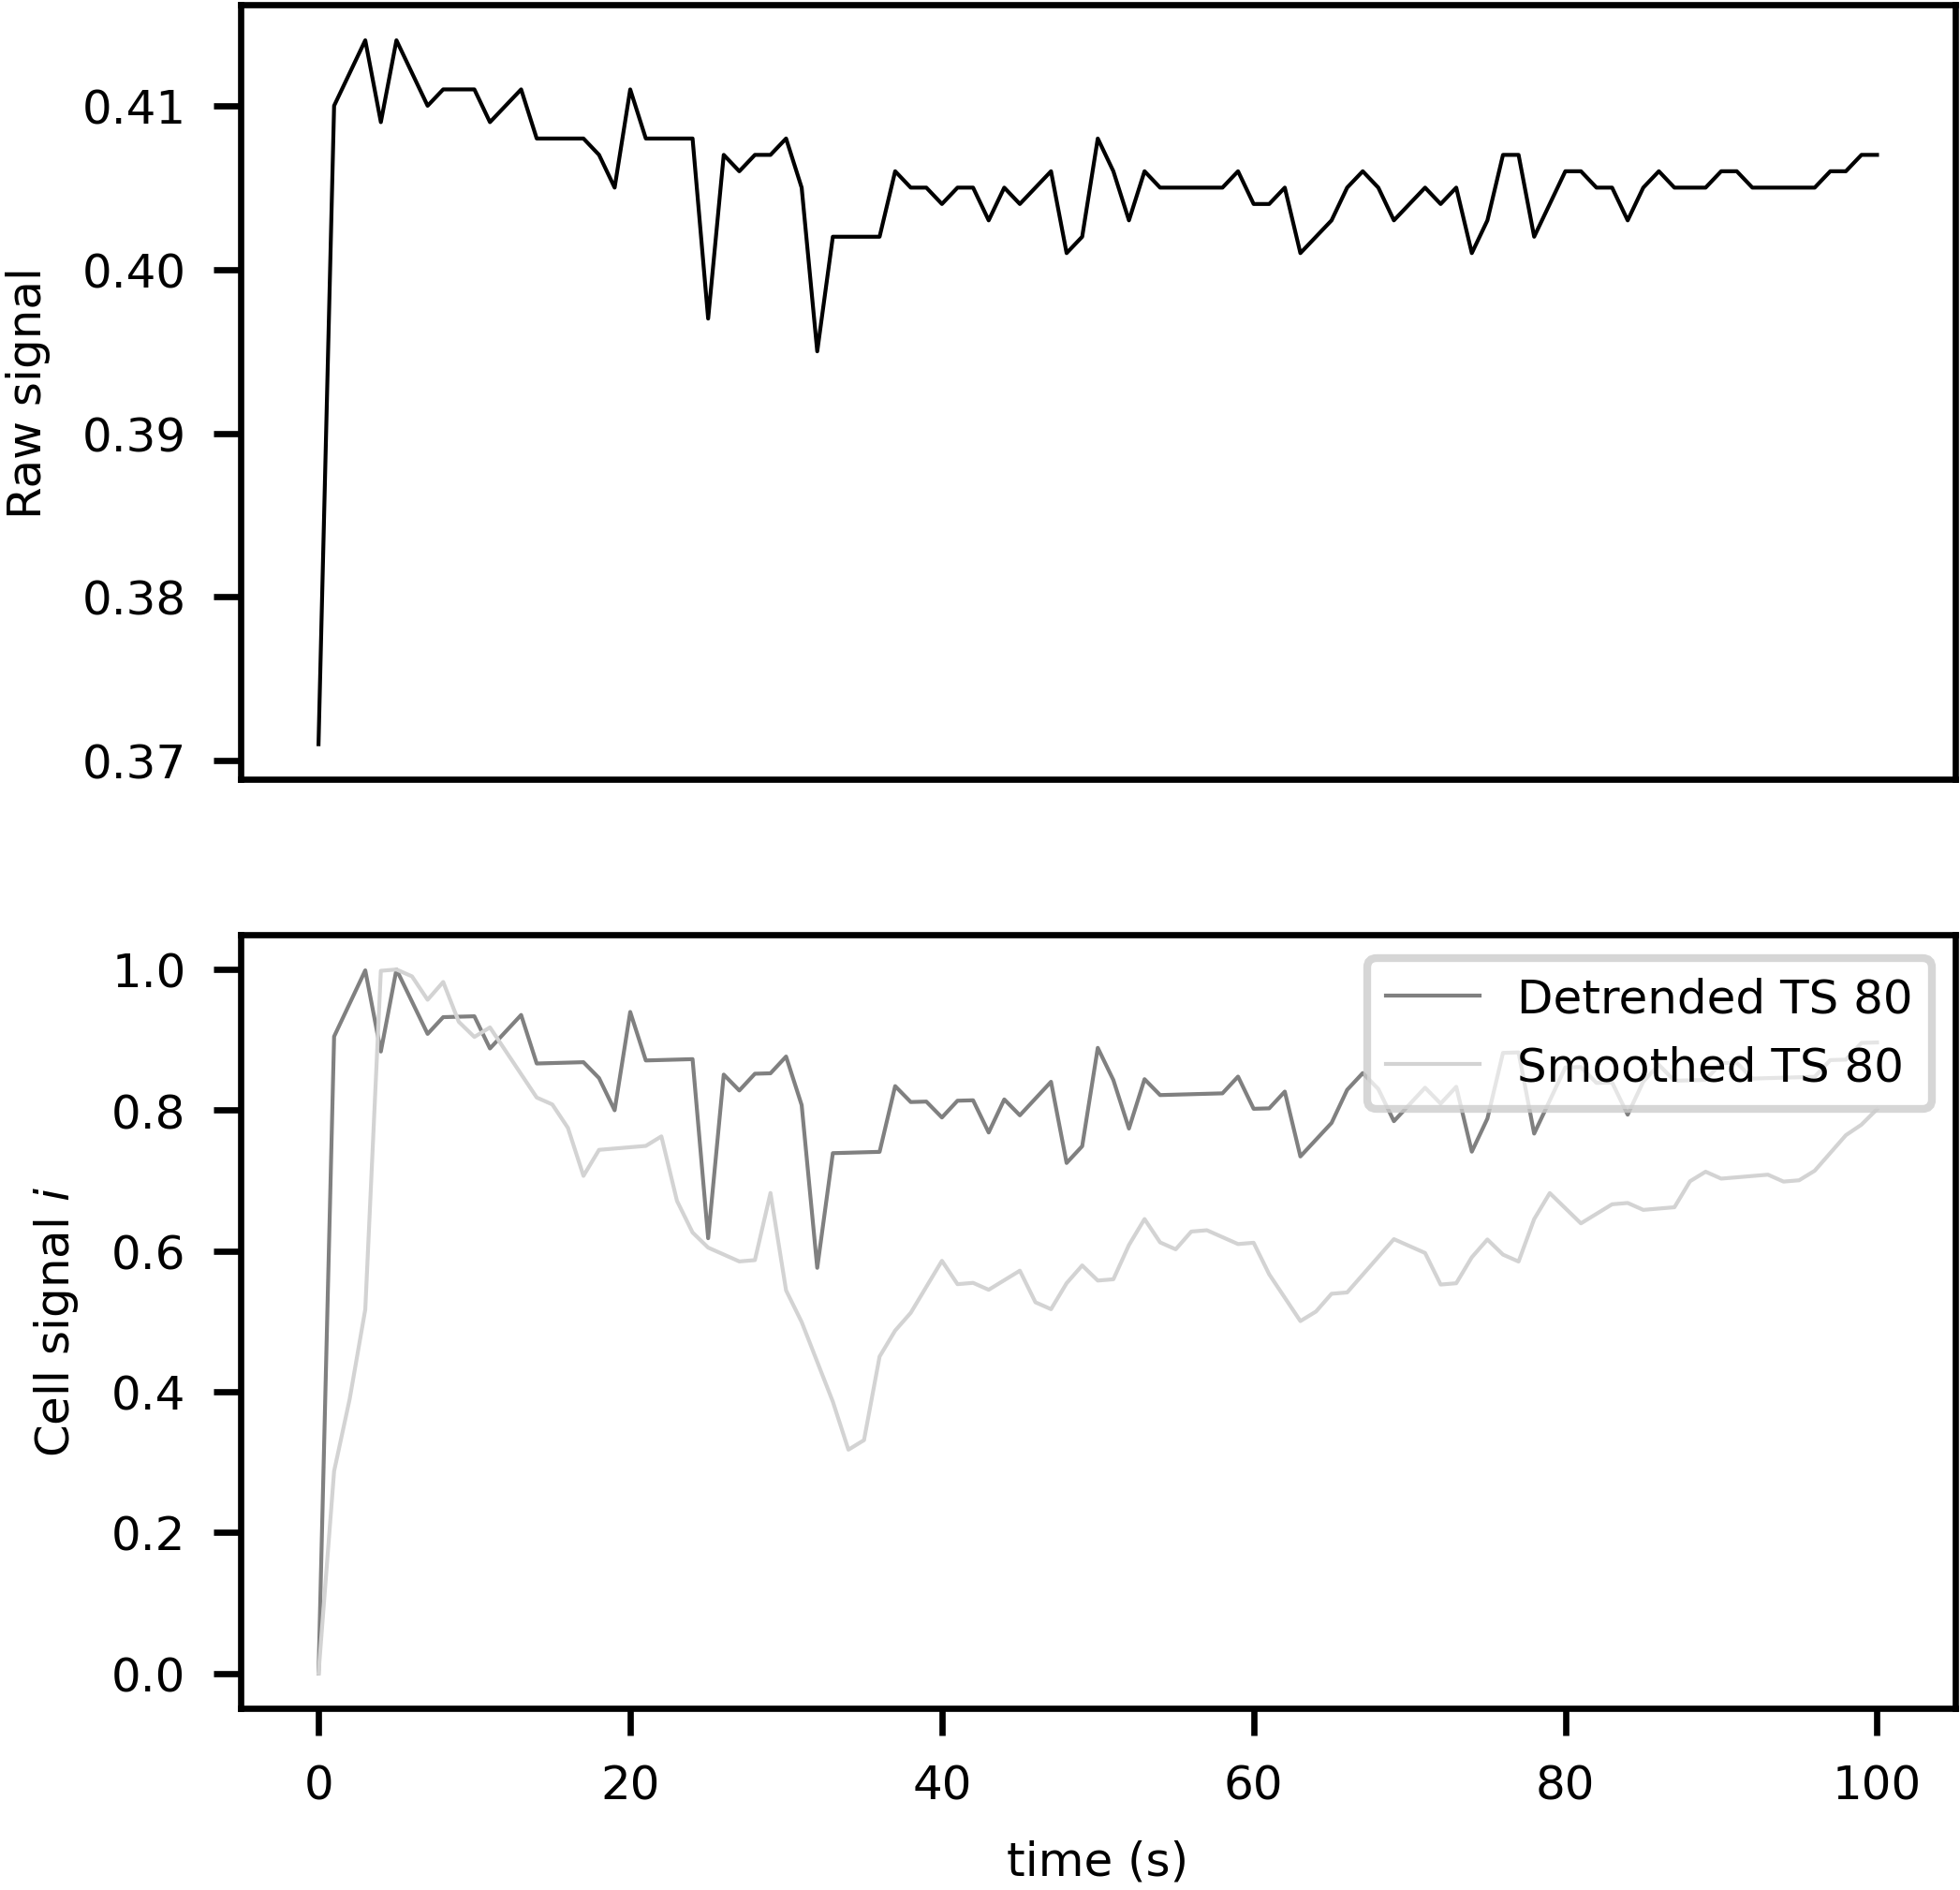 Raw signal
0.41
0.40
0.39
0.38
0.37
Cell signal i
1.0
0.8
0.6
0.4
0.2
0.0
Detrended TS 80
Smoothed TS 80
0 20 40 60 80 100
time (s)